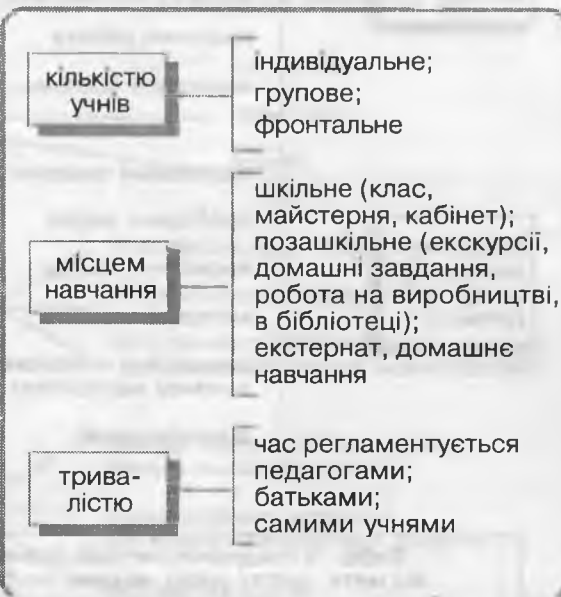 кількістю
учнів
індивідуальне;
групове;
фронтальне
місцем
навчання
шкільне (клас,
майстерня, кабінет);
позашкільне (екскурсії,
домашні завдання,
робота на виробництві,
в бібліотеці);
екстернат, домашнє
навчання
трива-
лістю
час регламентується
педагогами;
батьками;
самими учнями